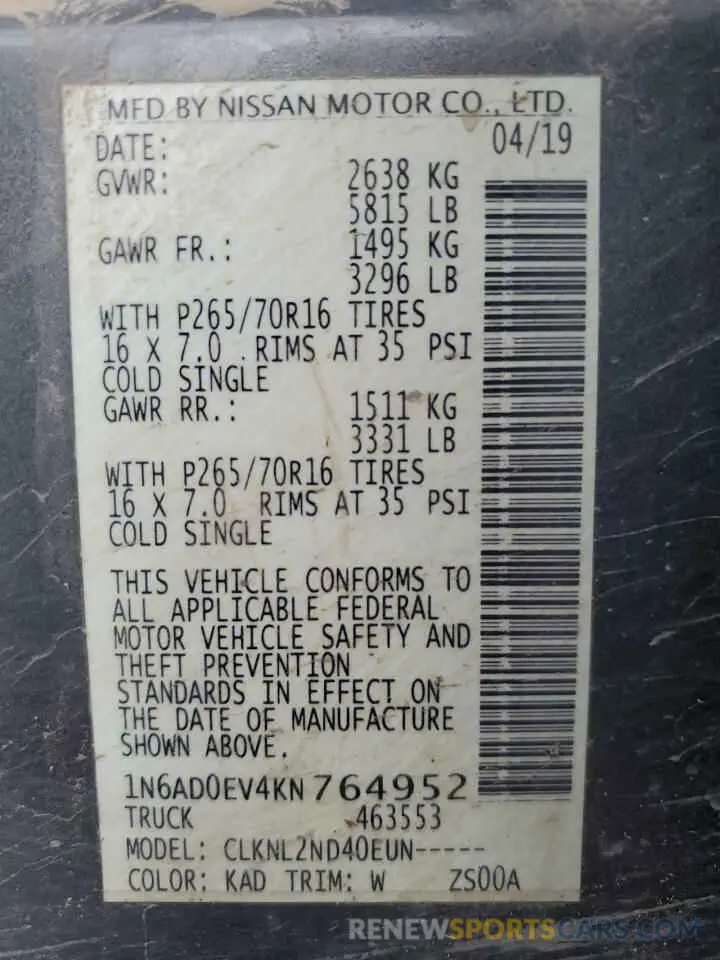 MFD BY NISSAN MOTOR CO., LTD.
DATE: 04/19
GVWR: 2638 KG
5815 LB
GAWR FR.: 1495 KG
3296 LB
WITH P265/70R16 TIRES
16 X 7.0 RIMS AT 35 PSI
COLD SINGLE
GAWR RR.: 1511 KG
3331 LB
WITH P265/70R16 TIRES
16 X 7.0 RIMS AT 35 PSI
COLD SINGLE
THIS VEHICLE CONFORMS TO
ALL APPLICABLE FEDERAL
MOTOR VEHICLE SAFETY AND
THEFT PREVENTION
STANDARDS IN EFFECT ON
THE DATE OF MANUFACTURE
SHOWN ABOVE.
1N6AD0EV4KN764952
TRUCK 463553
MODEL: CLKNL2ND40EUN-----
COLOR: KAD TRIM: W ZS00A
RENEWSPORTSCARS.COM